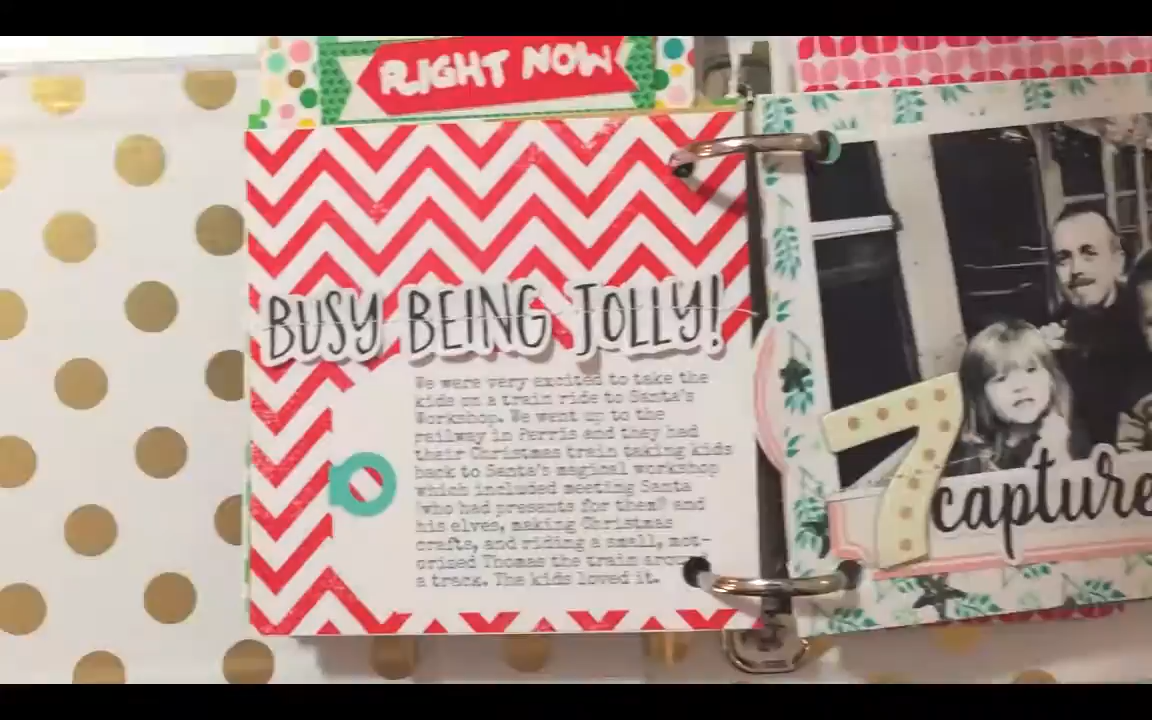 RIGHT NOW
BUSY BEING JOLLY!
We were very excited to take the
kids on a train ride to Santa's
Workshop. We went up to the
railway in Perris and they had
their Christmas train taking kids
back to Santa's magical workshop
which included meeting Santa
(who had presents for them) and
his elves, making Christmas
crafts, and riding a small, mot-
orized Thomas the train around
a track. The kids loved it.
7
capture